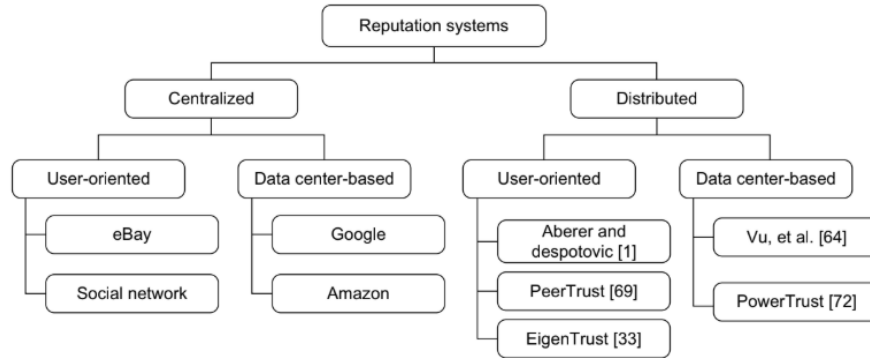 Reputation systems
Centralized
Distributed
User-oriented
Data center-based
User-oriented
Data center-based
eBay
Google
Aberer and
despotovic [1]
Vu, et al. [64]
Social network
Amazon
PeerTrust [69]
PowerTrust [72]
EigenTrust [33]